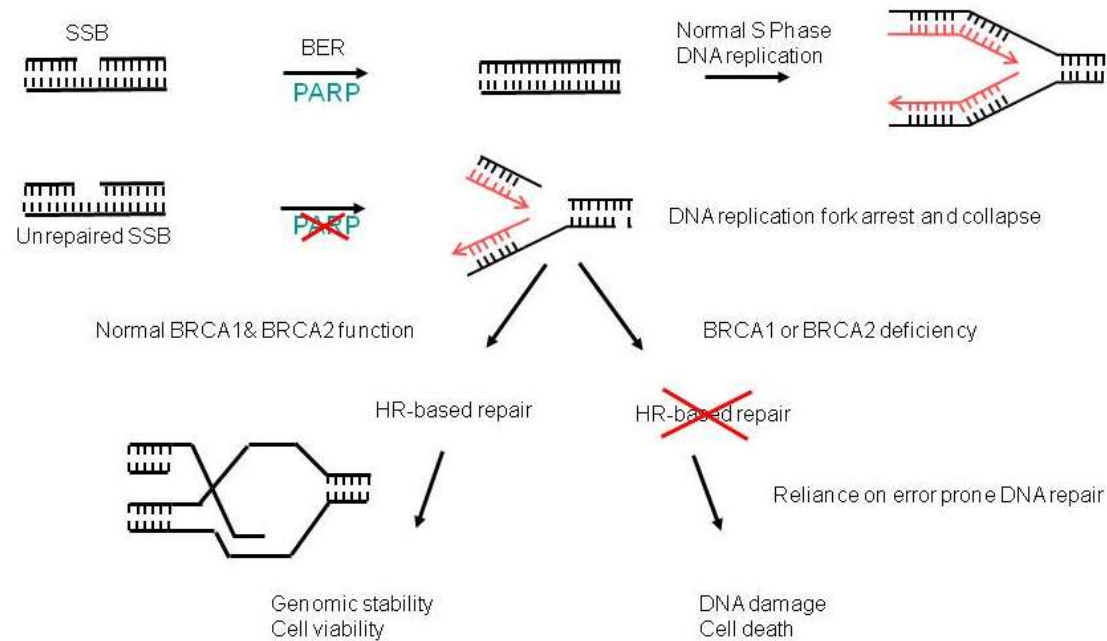 SSB
BER
PARP
Normal S Phase
DNA replication
Unrepaired SSB
PARP
DNA replication fork arrest and collapse
Normal BRCA1& BRCA2 function
BRCA1 or BRCA2 deficiency
HR-based repair
HR-based repair
Reliance on error prone DNA repair
Genomic stability
Cell viability
DNA damage
Cell death